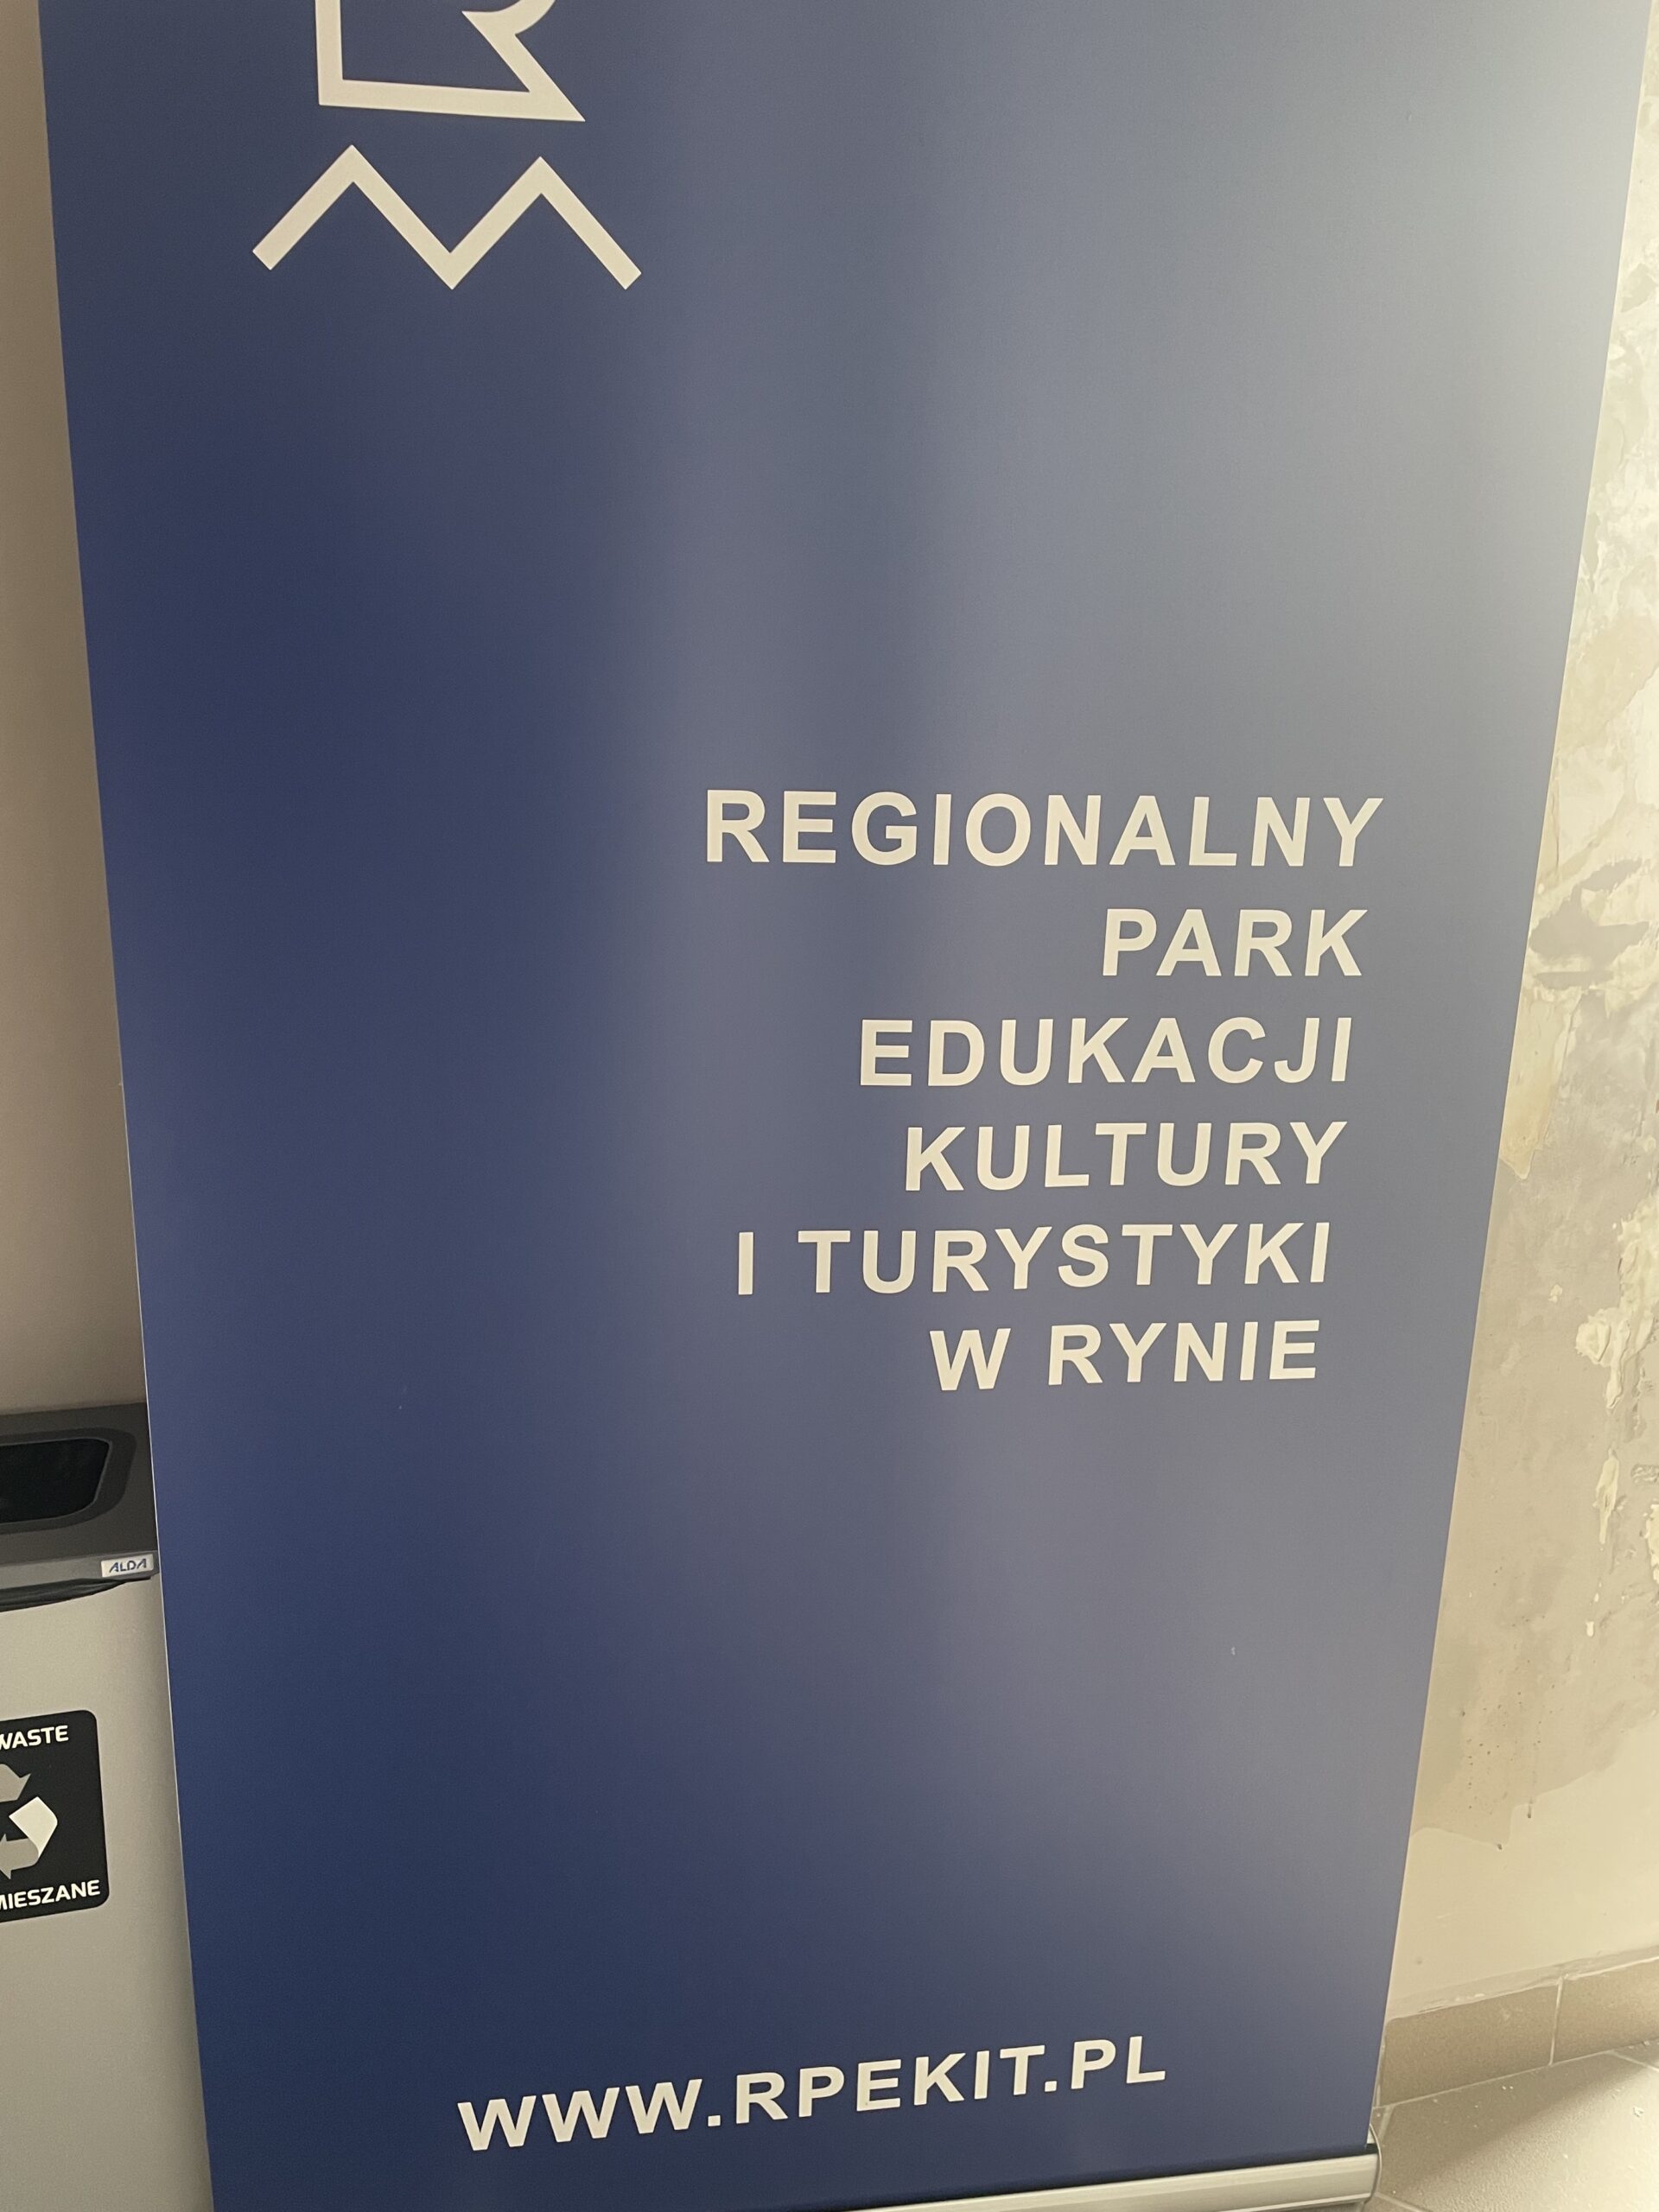 REGIONALNY
PARK
EDUKACJI
KULTURY
I TURYSTYKI
W RYNIE
ALDA
WASTE
MIESZANE
WWW.RPEKIT.PL